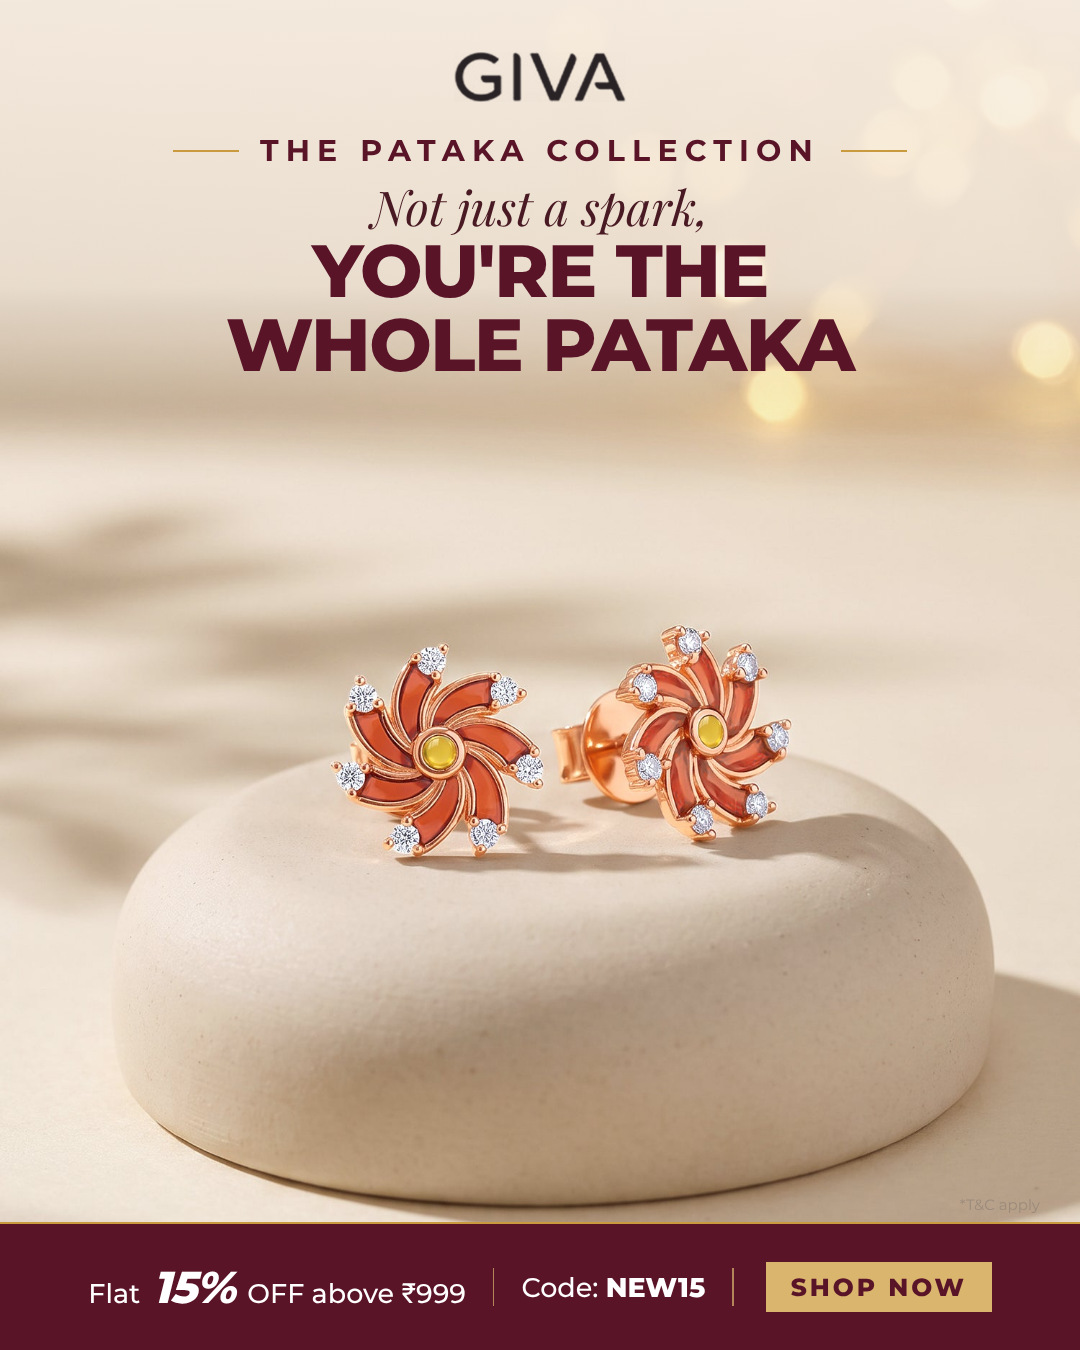 GIVA
THE PATAKA COLLECTION
Not just a spark,
YOU'RE THE
WHOLE PATAKA
*T&C apply
Flat 15% OFF above ₹999
Code: NEW15
SHOP NOW